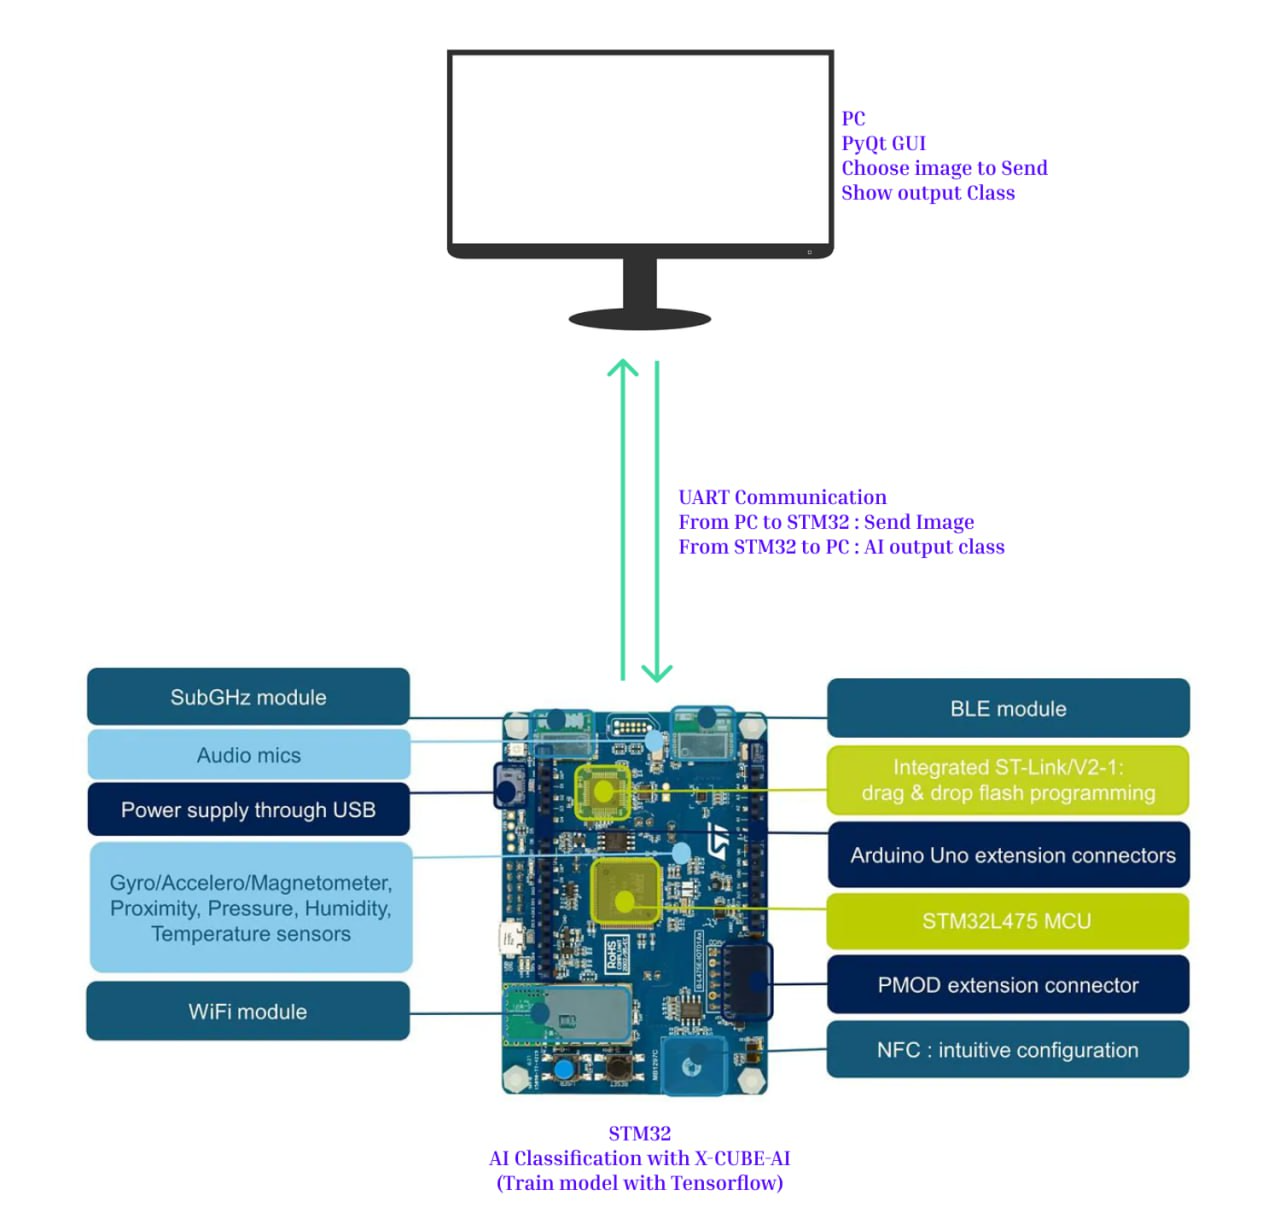 PC
PyQt GUI
Choose image to Send
Show output Class
UART Communication
From PC to STM32 : Send Image
From STM32 to PC : AI output class
SubGHz module
Audio mics
Power supply through USB
Gyro/Accelero/Magnetometer,
Proximity, Pressure, Humidity,
Temperature sensors
WiFi module
BLE module
Integrated ST-Link/V2-1:
drag & drop flash programming
Arduino Uno extension connectors
STM32L475 MCU
PMOD extension connector
NFC : intuitive configuration
RoHS
STM32
AI Classification with X-CUBE-AI
(Train model with Tensorflow)